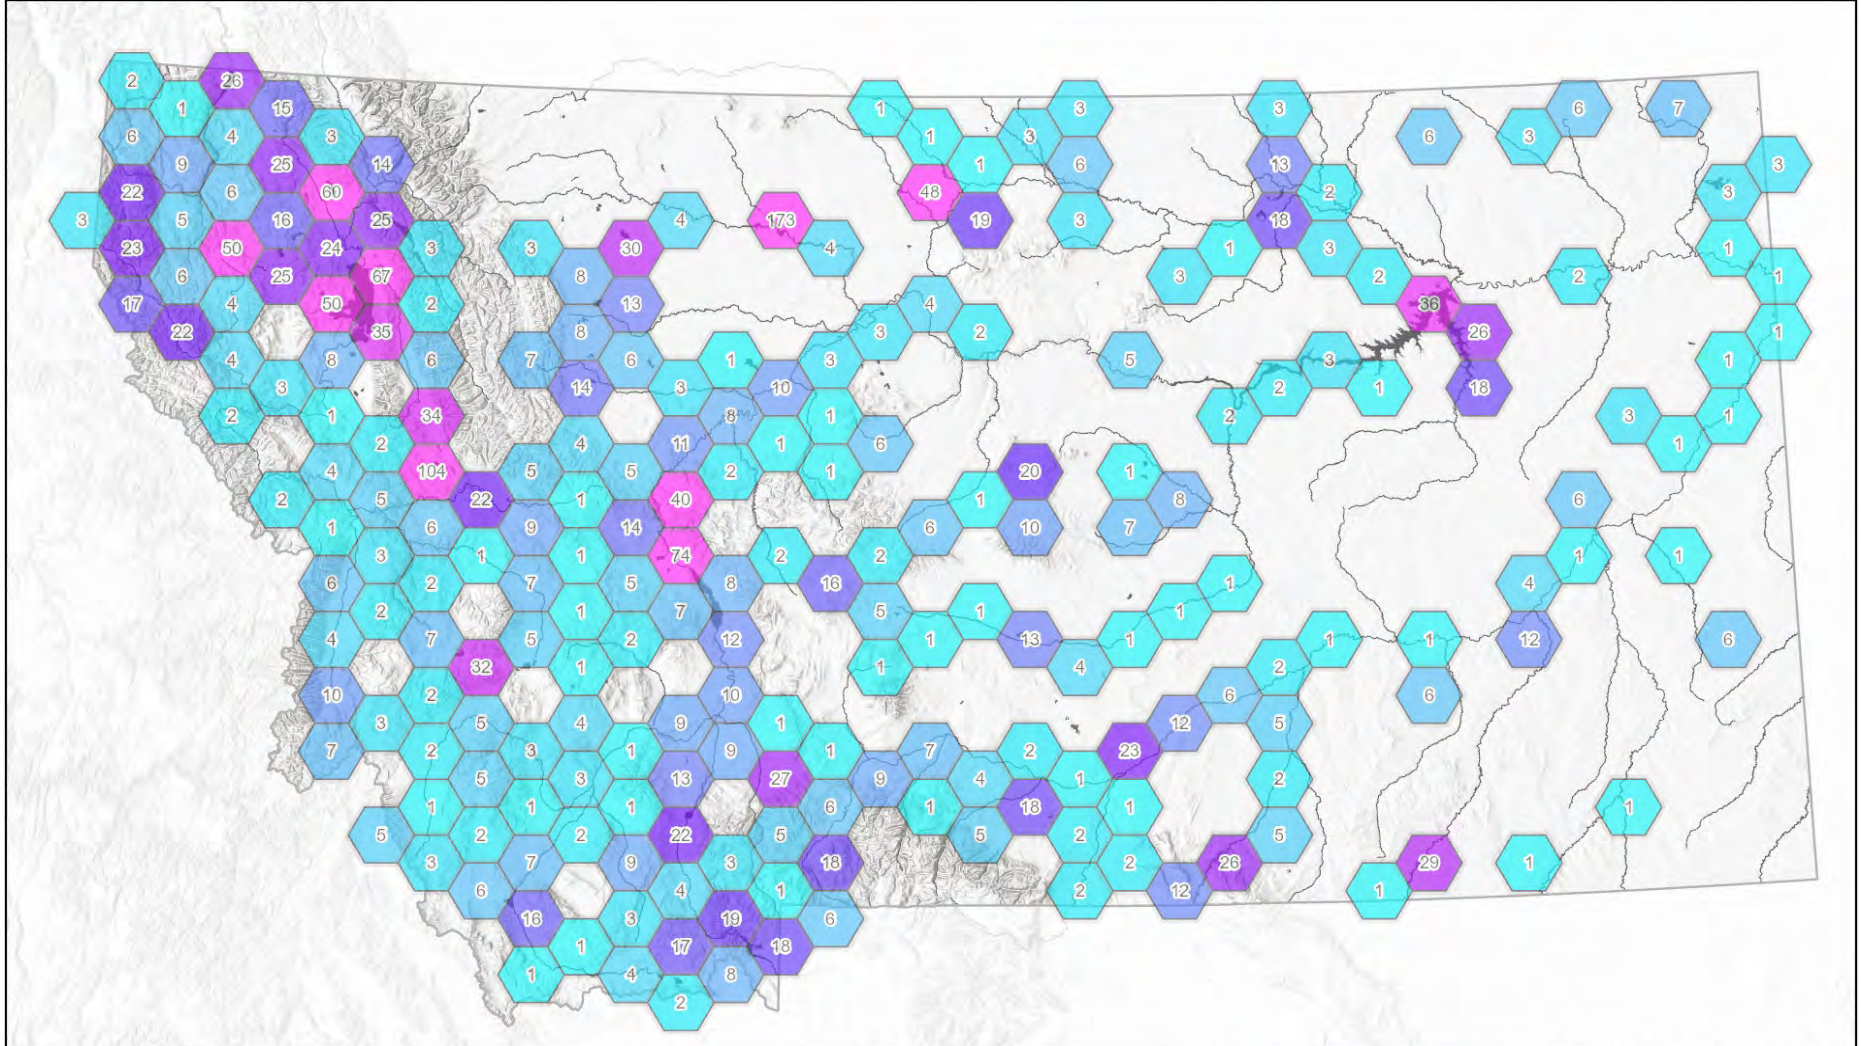 2 26
1 15 1 3 3 6 7
6 4 3 1 3 6 3
9 25 14 1 6 13 3
22 6 60 48 2 3
3 5 16 25 4 173 19 3 18
23 50 24 3 3 30 4 1 3 1
6 25 67 8 3 2 2 1
17 4 50 2 13 4 36
22 35 8 3 2 26 1
4 8 6 7 6 1 3 5 3 1
3 14 3 10 2 1 18
2 1 34 8 1 2 3 1
2 4 11 1 6 1
4 104 5 5 2 1 20 1
2 5 22 1 40 1 8 6
1 6 9 14 6 10 7
3 1 1 74 2 2 1 1
6 2 7 5 8 16 1 4
2 1 7 5 1 1
4 7 5 2 12 1 13 1 1 1 12 6
32 1 1 4 2
10 2 10 6 6
3 5 4 9 1 12 5
7 2 3 1 9 1 7 2 23
5 3 13 27 9 4 1 2
1 1 1 6 1 18 1 1
5 2 2 22 5 5 2 5
3 7 9 3 18 2 26 29 1
6 4 1 2 12 1
16 3 19 6
1 17 18
1 4 8
2